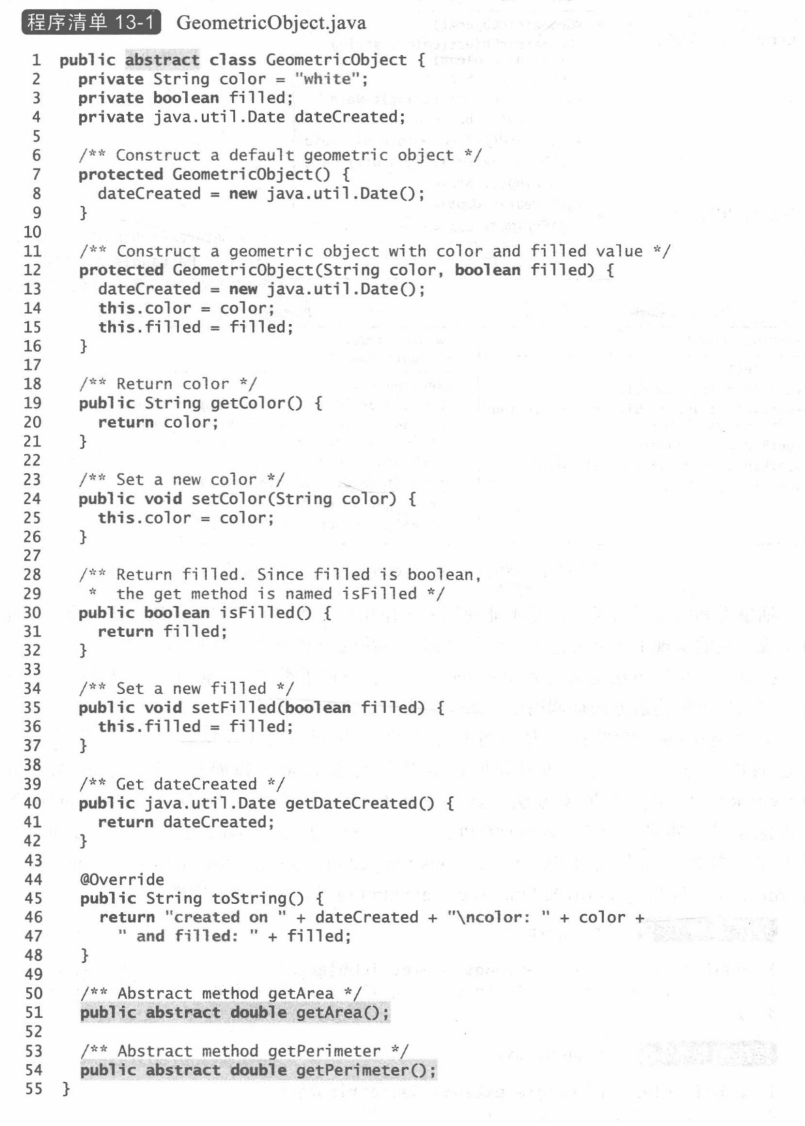 程序清单 13-1 GeometricObject.java
1 public abstract class GeometricObject {
2   private String color = "white";
3   private boolean filled;
4   private java.util.Date dateCreated;
5
6   /** Construct a default geometric object */
7   protected GeometricObject() {
8     dateCreated = new java.util.Date();
9   }
10
11   /** Construct a geometric object with color and filled value */
12   protected GeometricObject(String color, boolean filled) {
13     dateCreated = new java.util.Date();
14     this.color = color;
15     this.filled = filled;
16   }
17
18   /** Return color */
19   public String getColor() {
20     return color;
21   }
22
23   /** Set a new color */
24   public void setColor(String color) {
25     this.color = color;
26   }
27
28   /** Return filled. Since filled is boolean,
29    *  the get method is named isFilled */
30   public boolean isFilled() {
31     return filled;
32   }
33
34   /** Set a new filled */
35   public void setFilled(boolean filled) {
36     this.filled = filled;
37   }
38
39   /** Get dateCreated */
40   public java.util.Date getDateCreated() {
41     return dateCreated;
42   }
43
44   @Override
45   public String toString() {
46     return "created on " + dateCreated + "\ncolor: " + color +
47       " and filled: " + filled;
48   }
49
50   /** Abstract method getArea */
51   public abstract double getArea();
52
53   /** Abstract method getPerimeter */
54   public abstract double getPerimeter();
55 }